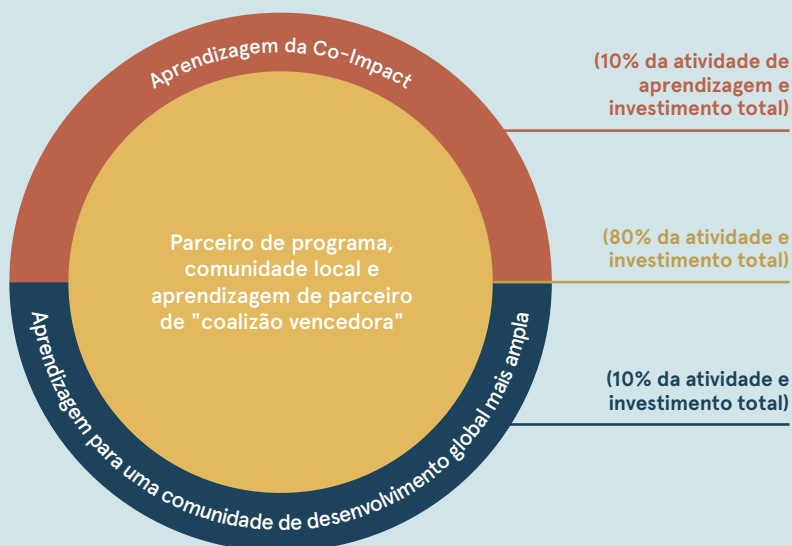 Aprendizagem da Co-Impact
(10% da atividade de
aprendizagem e
investimento total)
Parceiro de programa,
comunidade local e
aprendizagem de parceiro
de "coalizão vencedora"
(80% da atividade e
investimento total)
Aprendizagem para uma comunidade de desenvolvimento global mais ampla
(10% da atividade e
investimento total)